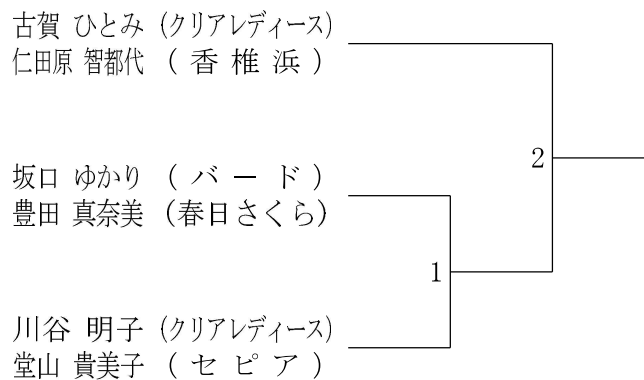 古賀 ひとみ (クリアレディース)
仁田原 智都代 ( 香 椎 浜 )
2
坂口 ゆかり ( バ ー ド )
豊田 真奈美 (春日さくら)
1
川谷 明子 (クリアレディース)
堂山 貴美子 ( セ ピ ア )